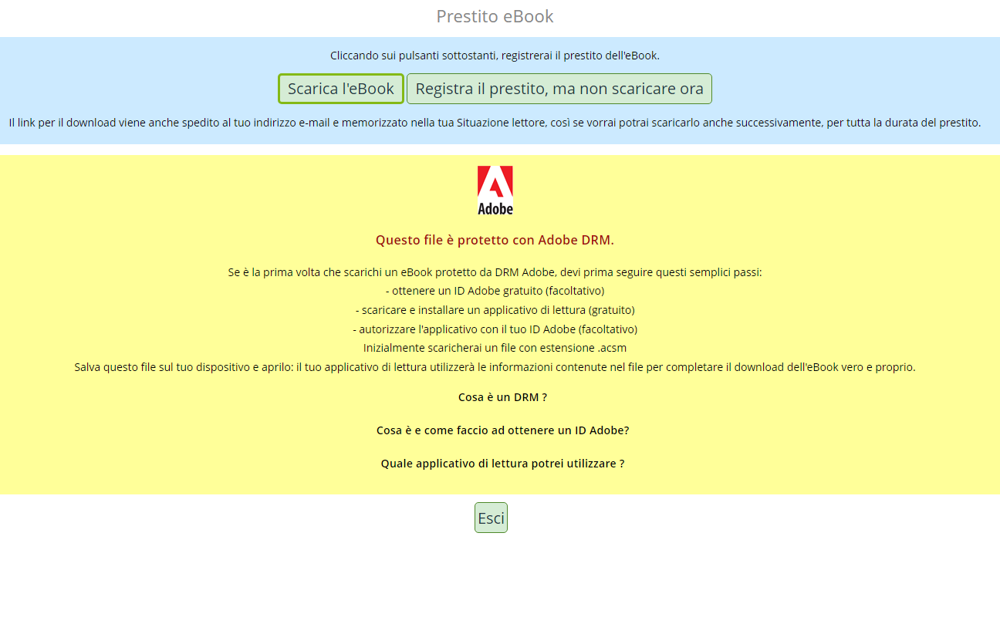 Prestito eBook
Cliccando sui pulsanti sottostanti, registrerai il prestito dell'eBook.
Scarica l'eBook
Registra il prestito, ma non scaricare ora
Il link per il download viene anche spedito al tuo indirizzo e-mail e memorizzato nella tua Situazione lettore, così se vorrai potrai scaricarlo anche successivamente, per tutta la durata del prestito.
Adobe
Questo file è protetto con Adobe DRM.
Se è la prima volta che scarichi un eBook protetto da DRM Adobe, devi prima seguire questi semplici passi:
- ottenere un ID Adobe gratuito (facoltativo)
- scaricare e installare un applicativo di lettura (gratuito)
- autorizzare l'applicativo con il tuo ID Adobe (facoltativo)
Inizialmente scaricherai un file con estensione .acsm
Salva questo file sul tuo dispositivo e aprilo: il tuo applicativo di lettura utilizzerà le informazioni contenute nel file per completare il download dell'eBook vero e proprio.
Cosa è un DRM ?
Cosa è e come faccio ad ottenere un ID Adobe?
Quale applicativo di lettura potrei utilizzare ?
Esci